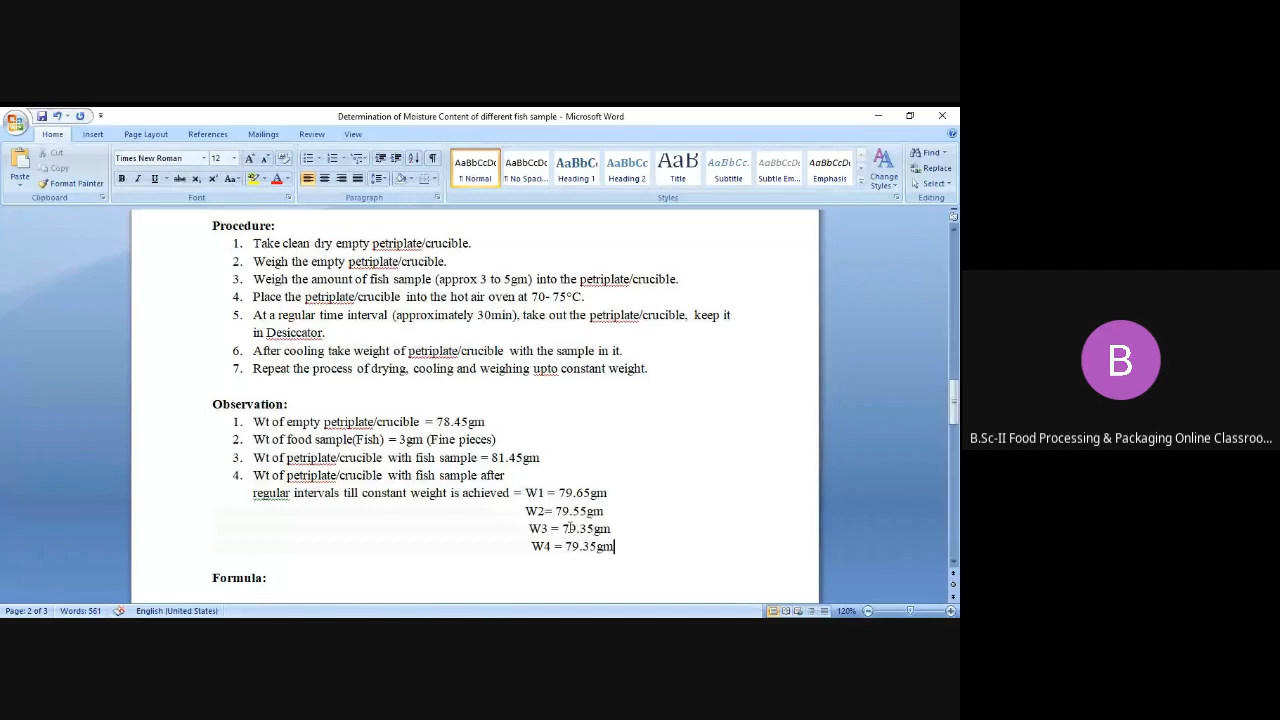 Determination of Moisture Content of different fish sample - Microsoft Word
Home Insert Page Layout References Mailings Review View
Paste
Cut
Copy
Format Painter
Clipboard
Times New Roman 12
Font
Paragraph
AaBbCcDc AaBbCcDc AaBbC AaBbCc AaB AaBbCc. AaBbCcDc AaBbCcDc
¶ Normal ¶ No Spaci... Heading 1 Heading 2 Title Subtitle Subtle Em... Emphasis
Change Styles
Styles
Find
Replace
Select
Editing
Procedure:
1. Take clean dry empty petriplate/crucible.
2. Weigh the empty petriplate/crucible.
3. Weigh the amount of fish sample (approx 3 to 5gm) into the petriplate/crucible.
4. Place the petriplate/crucible into the hot air oven at 70- 75°C.
5. At a regular time interval (approximately 30min), take out the petriplate/crucible, keep it
in Desiccator.
6. After cooling take weight of petriplate/crucible with the sample in it.
7. Repeat the process of drying, cooling and weighing upto constant weight.
Observation:
1. Wt of empty petriplate/crucible = 78.45gm
2. Wt of food sample(Fish) = 3gm (Fine pieces)
3. Wt of petriplate/crucible with fish sample = 81.45gm
4. Wt of petriplate/crucible with fish sample after
regular intervals till constant weight is achieved = W1 = 79.65gm
W2= 79.55gm
W3 = 79.35gm
W4 = 79.35gm
Formula:
Page: 2 of 3 Words: 561 English (United States) 120%
B
B.Sc-II Food Processing & Packaging Online Classroo...